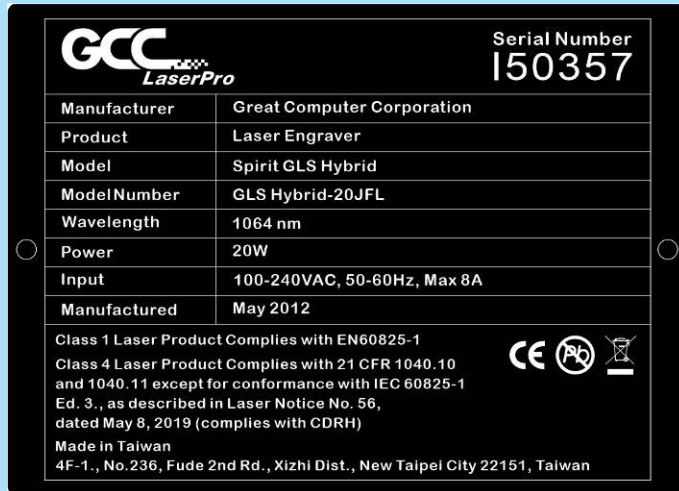 GCC
LaserPro
Serial Number
I50357
Manufacturer Great Computer Corporation
Product Laser Engraver
Model Spirit GLS Hybrid
Model Number GLS Hybrid-20JFL
Wavelength 1064 nm
Power 20W
Input 100-240VAC, 50-60Hz, Max 8A
Manufactured May 2012
Class 1 Laser Product Complies with EN60825-1
Class 4 Laser Product Complies with 21 CFR 1040.10
and 1040.11 except for conformance with IEC 60825-1
Ed. 3., as described in Laser Notice No. 56,
dated May 8, 2019 (complies with CDRH)
CE Pb
Made in Taiwan
4F-1., No.236, Fude 2nd Rd., Xizhi Dist., New Taipei City 22151, Taiwan